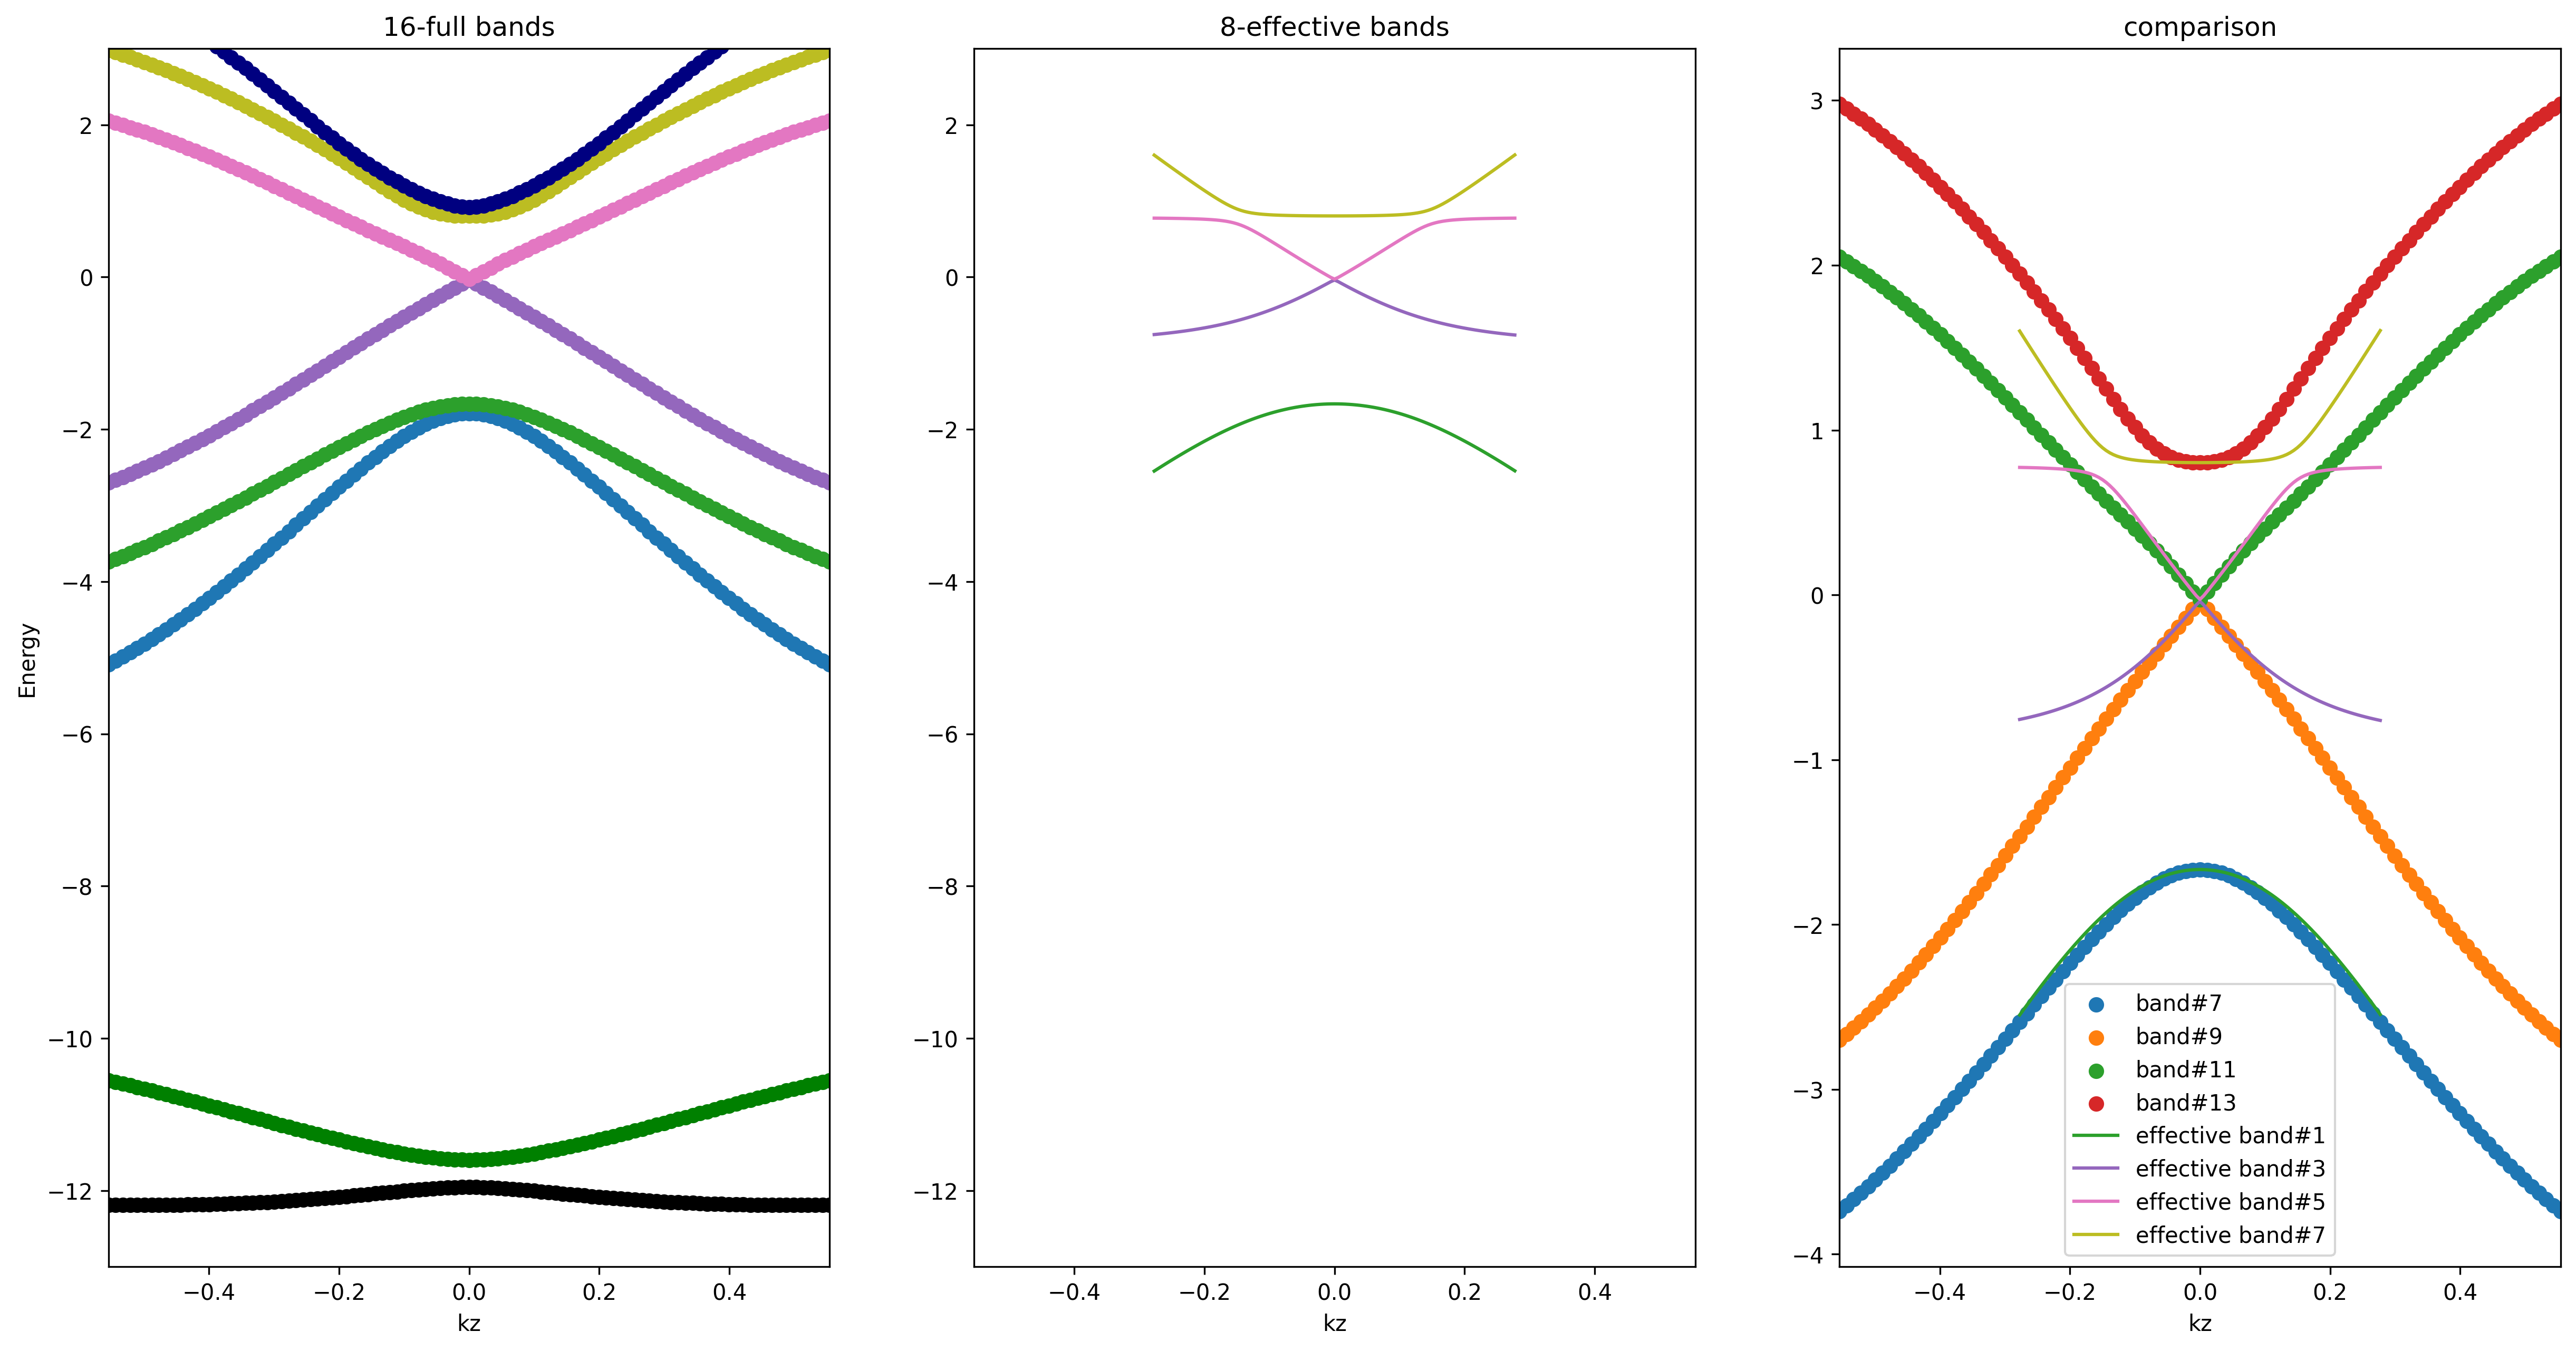 16-full bands
8-effective bands
comparison
Energy
2
0
−2
−4
−6
−8
−10
−12
−0.4 −0.2 0.0 0.2 0.4
kz
2
0
−2
−4
−6
−8
−10
−12
−0.4 −0.2 0.0 0.2 0.4
kz
3
2
1
0
−1
−2
−3
−4
band#7
band#9
band#11
band#13
effective band#1
effective band#3
effective band#5
effective band#7
−0.4 −0.2 0.0 0.2 0.4
kz